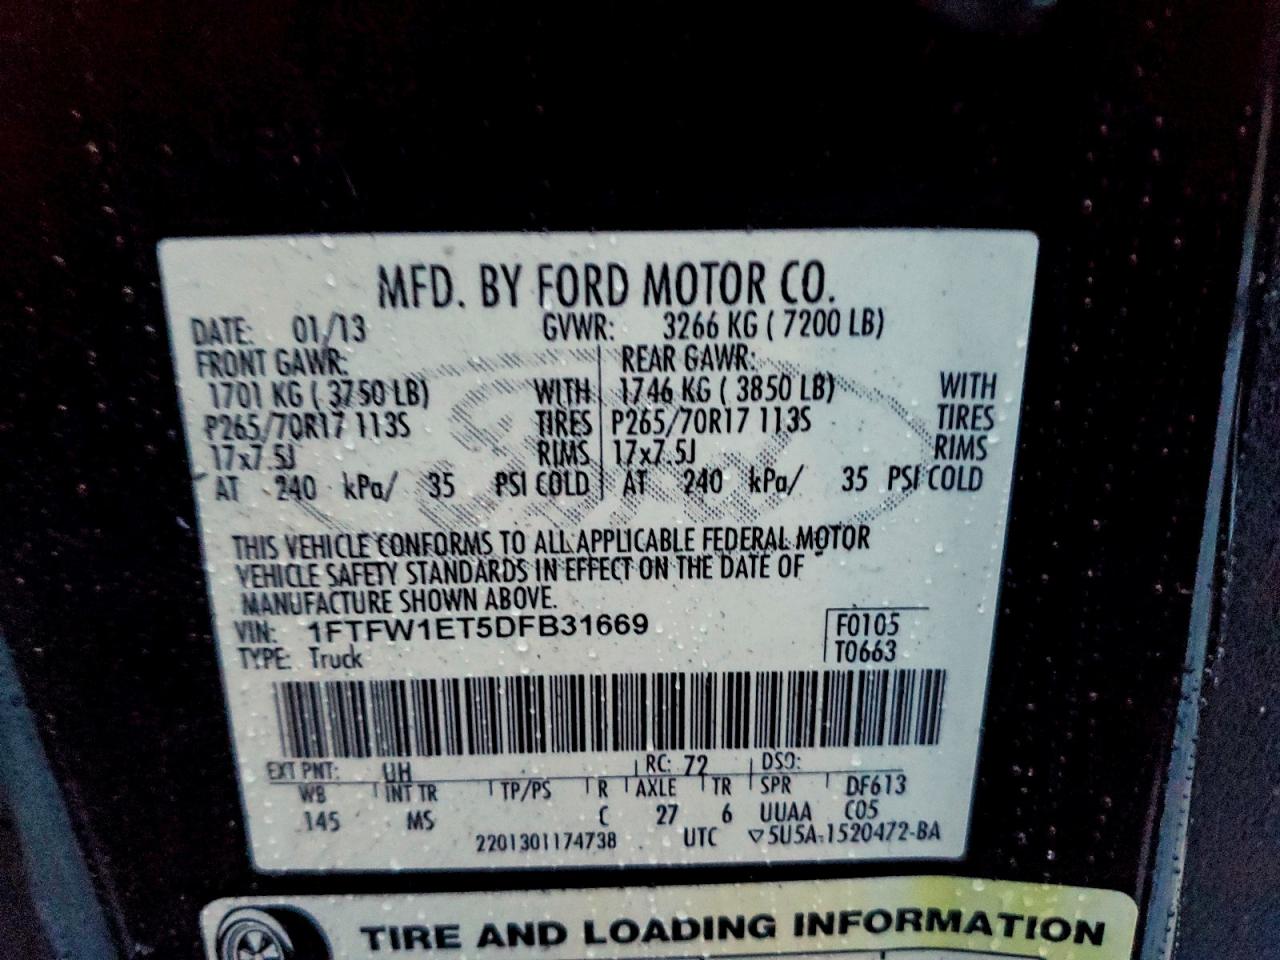 MFD. BY FORD MOTOR CO.
DATE: 01/13 GVWR: 3266 KG ( 7200 LB)
FRONT GAWR: REAR GAWR:
1701 KG ( 3750 LB) WITH 1746 KG ( 3850 LB) WITH
P265/70R17 113S TIRES P265/70R17 113S TIRES
17x7.5J RIMS 17x7.5J RIMS
AT 240 kPa/ 35 PSI COLD AT 240 kPa/ 35 PSI COLD
THIS VEHICLE CONFORMS TO ALL APPLICABLE FEDERAL MOTOR
VEHICLE SAFETY STANDARDS IN EFFECT ON THE DATE OF
MANUFACTURE SHOWN ABOVE.
VIN: 1FTFW1ET5DFB31669 F0105
TYPE: Truck T0663
EXT PNT: UH RC: 72 DSO:
WB INT TR TP/PS R AXLE TR SPR DF613
145 MS C 27 6 UUAA C05
2201301174738 UTC ▽5U5A-1520472-BA
TIRE AND LOADING INFORMATION